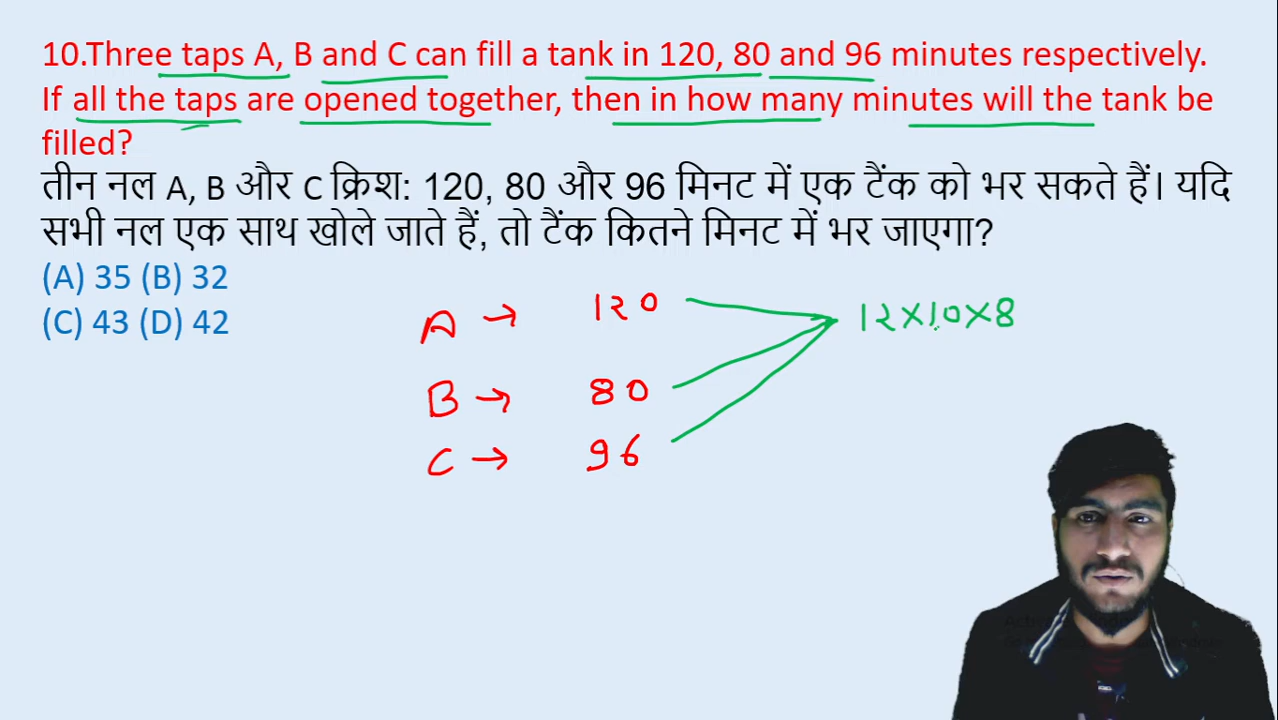 10.Three taps A, B and C can fill a tank in 120, 80 and 96 minutes respectively.
If all the taps are opened together, then in how many minutes will the tank be
filled?
तीन नल A, B और C क्रिश: 120, 80 और 96 मिनट में एक टैंक को भर सकते हैं। यदि
सभी नल एक साथ खोले जाते हैं, तो टैंक कितने मिनट में भर जाएगा?
(A) 35 (B) 32
(C) 43 (D) 42
A → 120
12×10×8
B → 80
C → 96